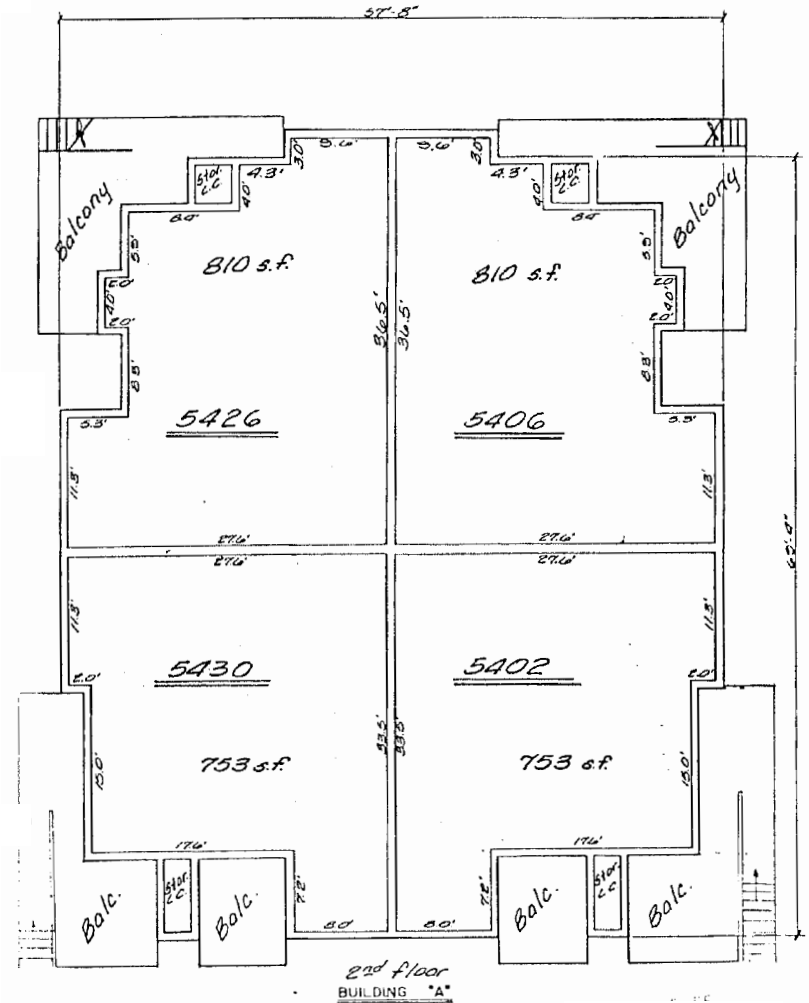 57'-8"
9.6'
9.6'
3.0'
3.0'
4.3'
4.3'
Stor.
L.C.
Stor.
L.C.
4.0'
4.0'
8.4'
8.4'
Balcony
Balcony
5.5'
5.5'
810 s.f.
810 s.f.
2.0'
2.0'
4.0'
4.0'
2.0'
2.0'
36.5'
36.5'
8.8'
8.8'
5426
5406
5.3'
5.3'
11.3'
11.3'
27.6'
27.6'
27.6'
27.6'
11.3'
11.3'
5430
5402
2.0'
2.0'
33.5'
33.5'
15.0'
15.0'
753 s.f.
753 s.f.
17.6'
17.6'
Stor.
L.C.
Stor.
L.C.
7.2'
7.2'
Balc.
Balc.
Balc.
Balc.
8.0'
8.0'
2nd floor
BUILDING "A"